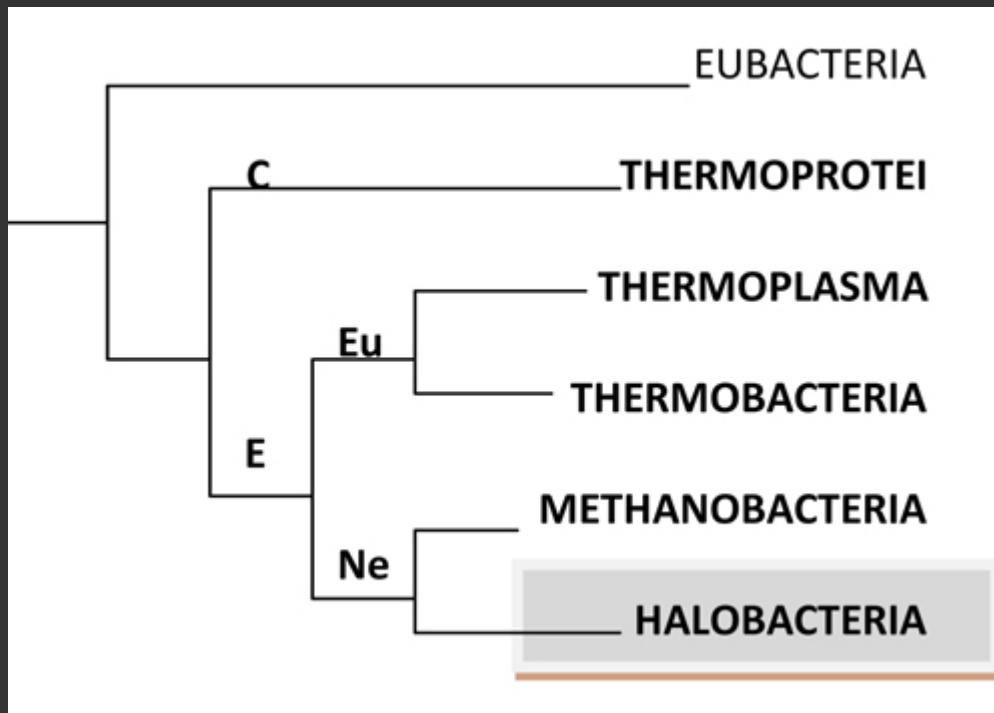 EUBACTERIA
C
THERMOPROTEI
THERMOPLASMA
Eu
THERMOBACTERIA
E
METHANOBACTERIA
Ne
HALOBACTERIA